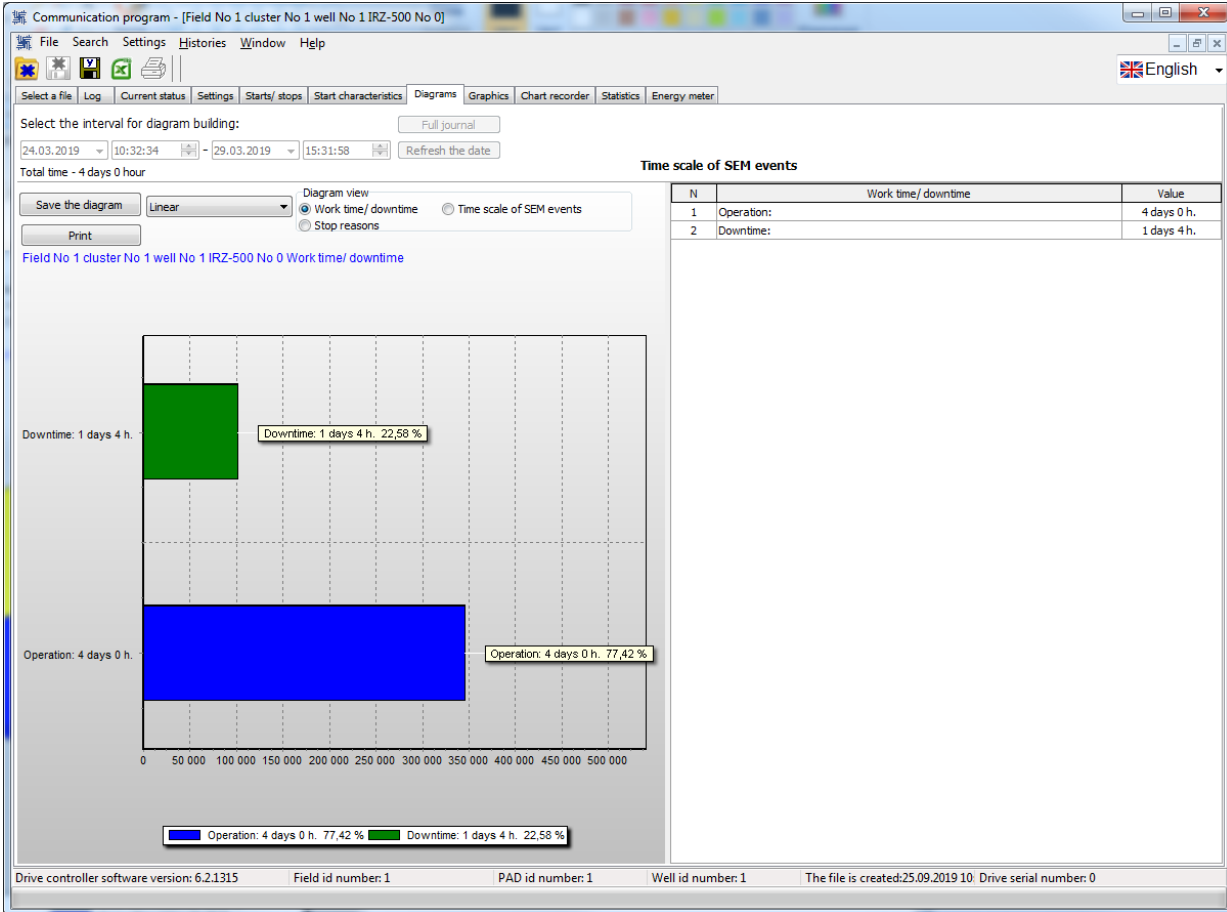 Communication program - [Field No 1 cluster No 1 well No 1 IRZ-500 No 0]
File Search Settings Histories Window Help
English
Select a file Log Current status Settings Starts/ stops Start characteristics Diagrams Graphics Chart recorder Statistics Energy meter
Select the interval for diagram building:
Full journal
24.03.2019 10:32:34 - 29.03.2019 15:31:58 Refresh the date
Total time - 4 days 0 hour
Time scale of SEM events
Save the diagram
Linear
Diagram view
Work time/ downtime
Time scale of SEM events
Stop reasons
Print
Field No 1 cluster No 1 well No 1 IRZ-500 No 0 Work time/ downtime
N Work time/ downtime Value
1 Operation: 4 days 0 h.
2 Downtime: 1 days 4 h.
Downtime: 1 days 4 h.
Downtime: 1 days 4 h. 22,58 %
Operation: 4 days 0 h.
Operation: 4 days 0 h. 77,42 %
0 50 000 100 000 150 000 200 000 250 000 300 000 350 000 400 000 450 000 500 000
Operation: 4 days 0 h. 77,42 % Downtime: 1 days 4 h. 22,58 %
Drive controller software version: 6.2.1315 Field id number: 1 PAD id number: 1 Well id number: 1 The file is created:25.09.2019 10: Drive serial number: 0